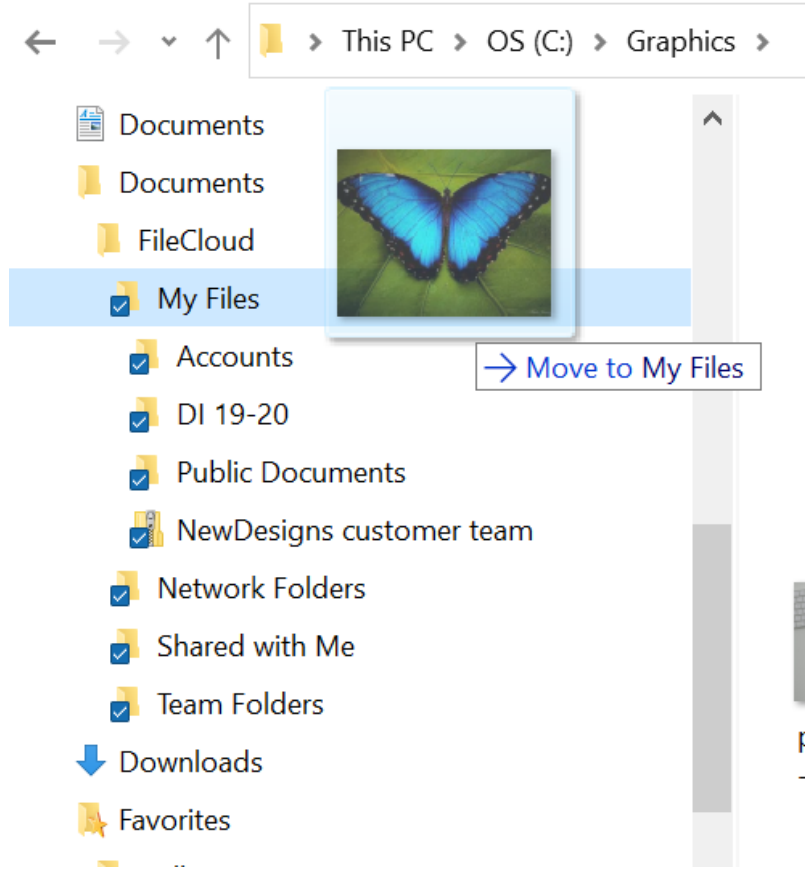 This PC > OS (C:) > Graphics >
Documents
Documents
FileCloud
My Files
Accounts
→ Move to My Files
DI 19-20
Public Documents
NewDesigns customer team
Network Folders
Shared with Me
Team Folders
Downloads
Favorites